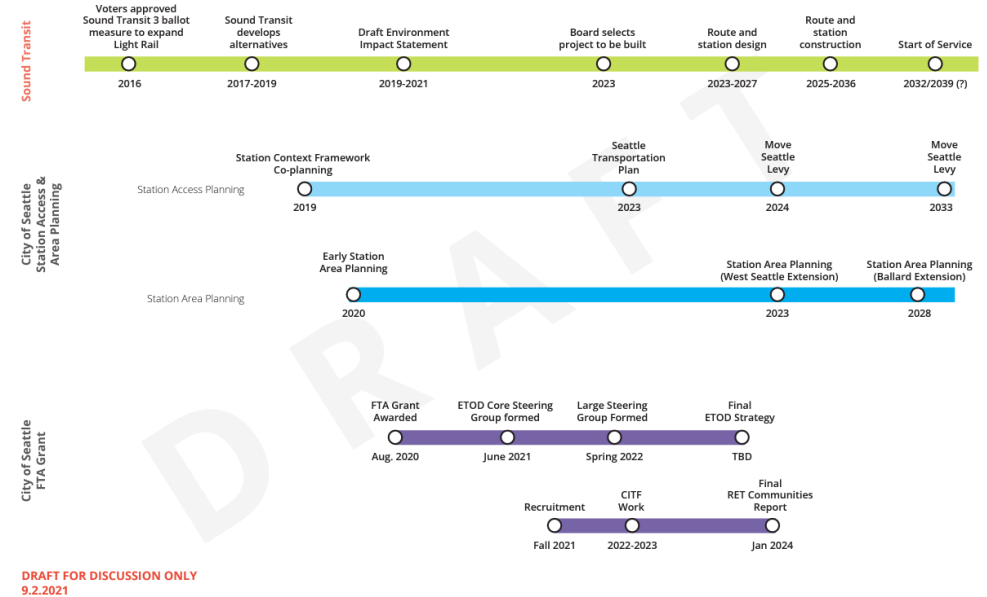 Sound Transit
Voters approved
Sound Transit 3 ballot
measure to expand
Light Rail
2016
Sound Transit
develops
alternatives
2017-2019
Draft Environment
Impact Statement
2019-2021
Board selects
project to be built
2023
Route and
station design
2023-2027
Route and
station
construction
2025-2036
Start of Service
2032/2039 (?)
City of Seattle
Station Access &
Area Planning
Station Access Planning
Station Context Framework
Co-planning
2019
Seattle
Transportation
Plan
2023
Move
Seattle
Levy
2024
Move
Seattle
Levy
2033
Station Area Planning
Early Station
Area Planning
2020
Station Area Planning
(West Seattle Extension)
2023
Station Area Planning
(Ballard Extension)
2028
City of Seattle
FTA Grant
FTA Grant
Awarded
Aug. 2020
ETOD Core Steering
Group formed
June 2021
Large Steering
Group Formed
Spring 2022
Final
ETOD Strategy
TBD
Recruitment
Fall 2021
CITF
Work
2022-2023
Final
RET Communities
Report
Jan 2024
DRAFT
DRAFT FOR DISCUSSION ONLY
9.2.2021